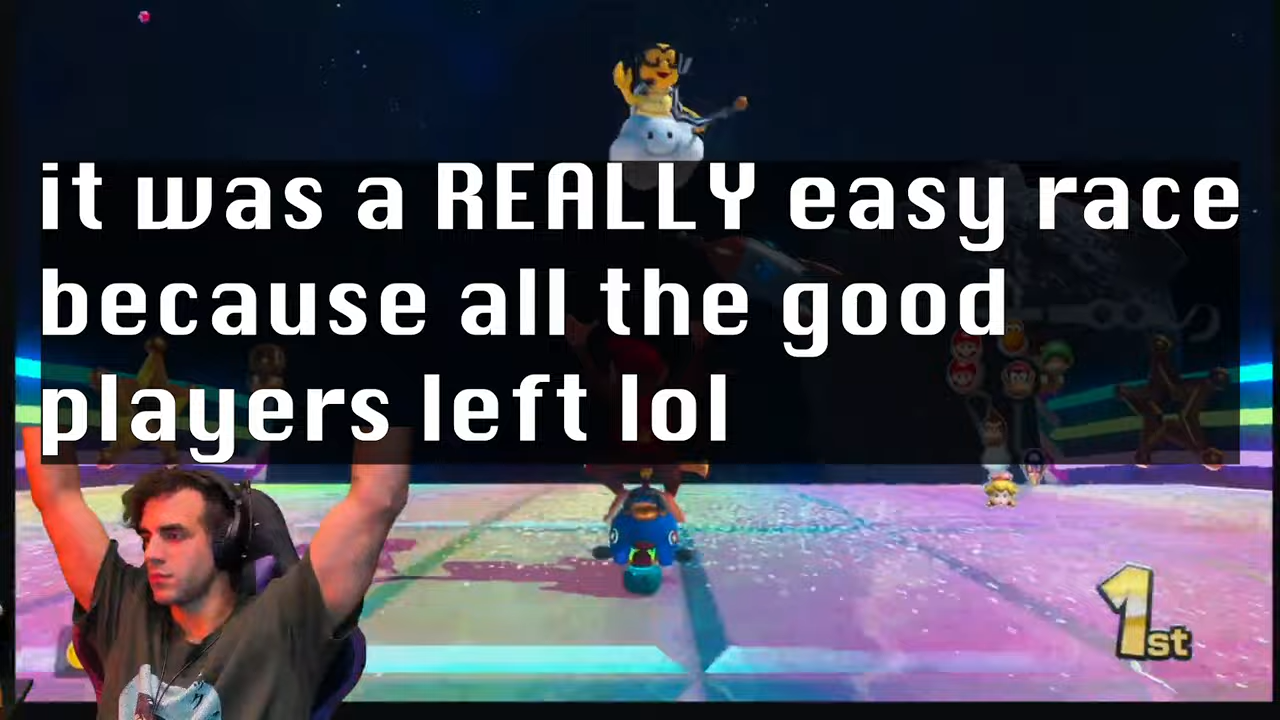 it was a REALLY easy race
because all the good
players left lol
1st